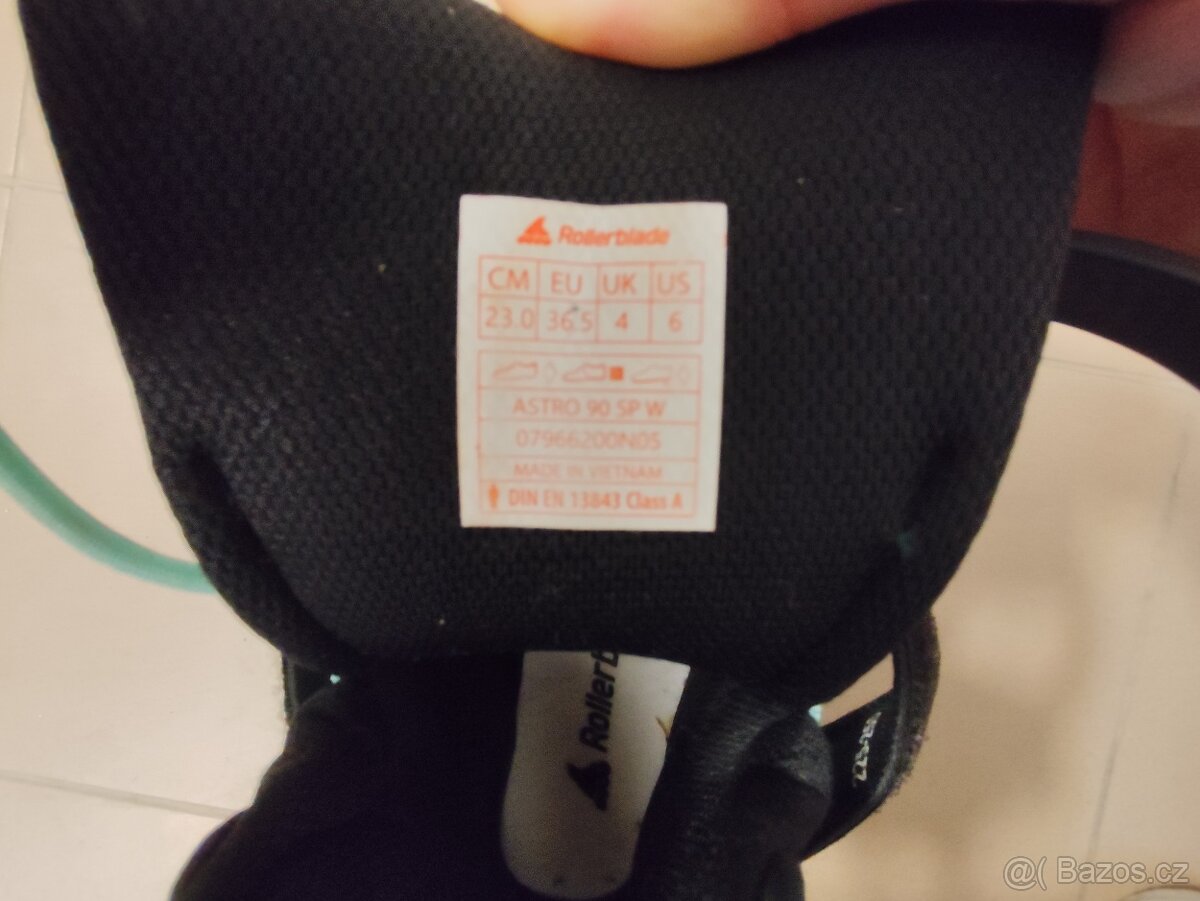 Rollerblade
CM EU UK US
23.0 36.5 4 6
ASTRO 90 SP W
07966200N05
MADE IN VIETNAM
DIN EN 13843 Class A
Rollerb
@( Bazos.cz